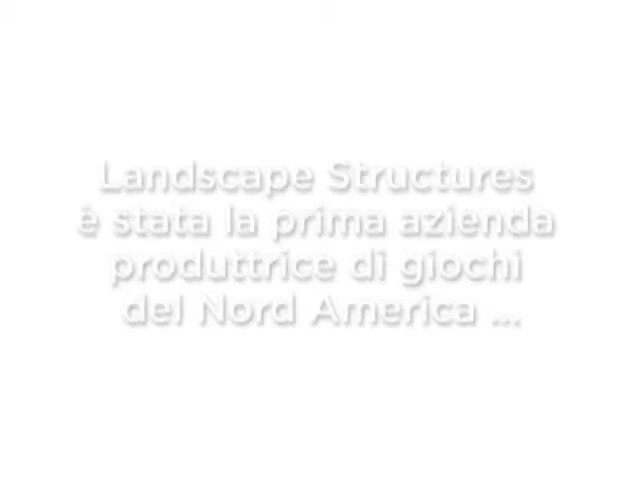 Landscape Structures
è stata la prima azienda
produttrice di giochi
del Nord America ...